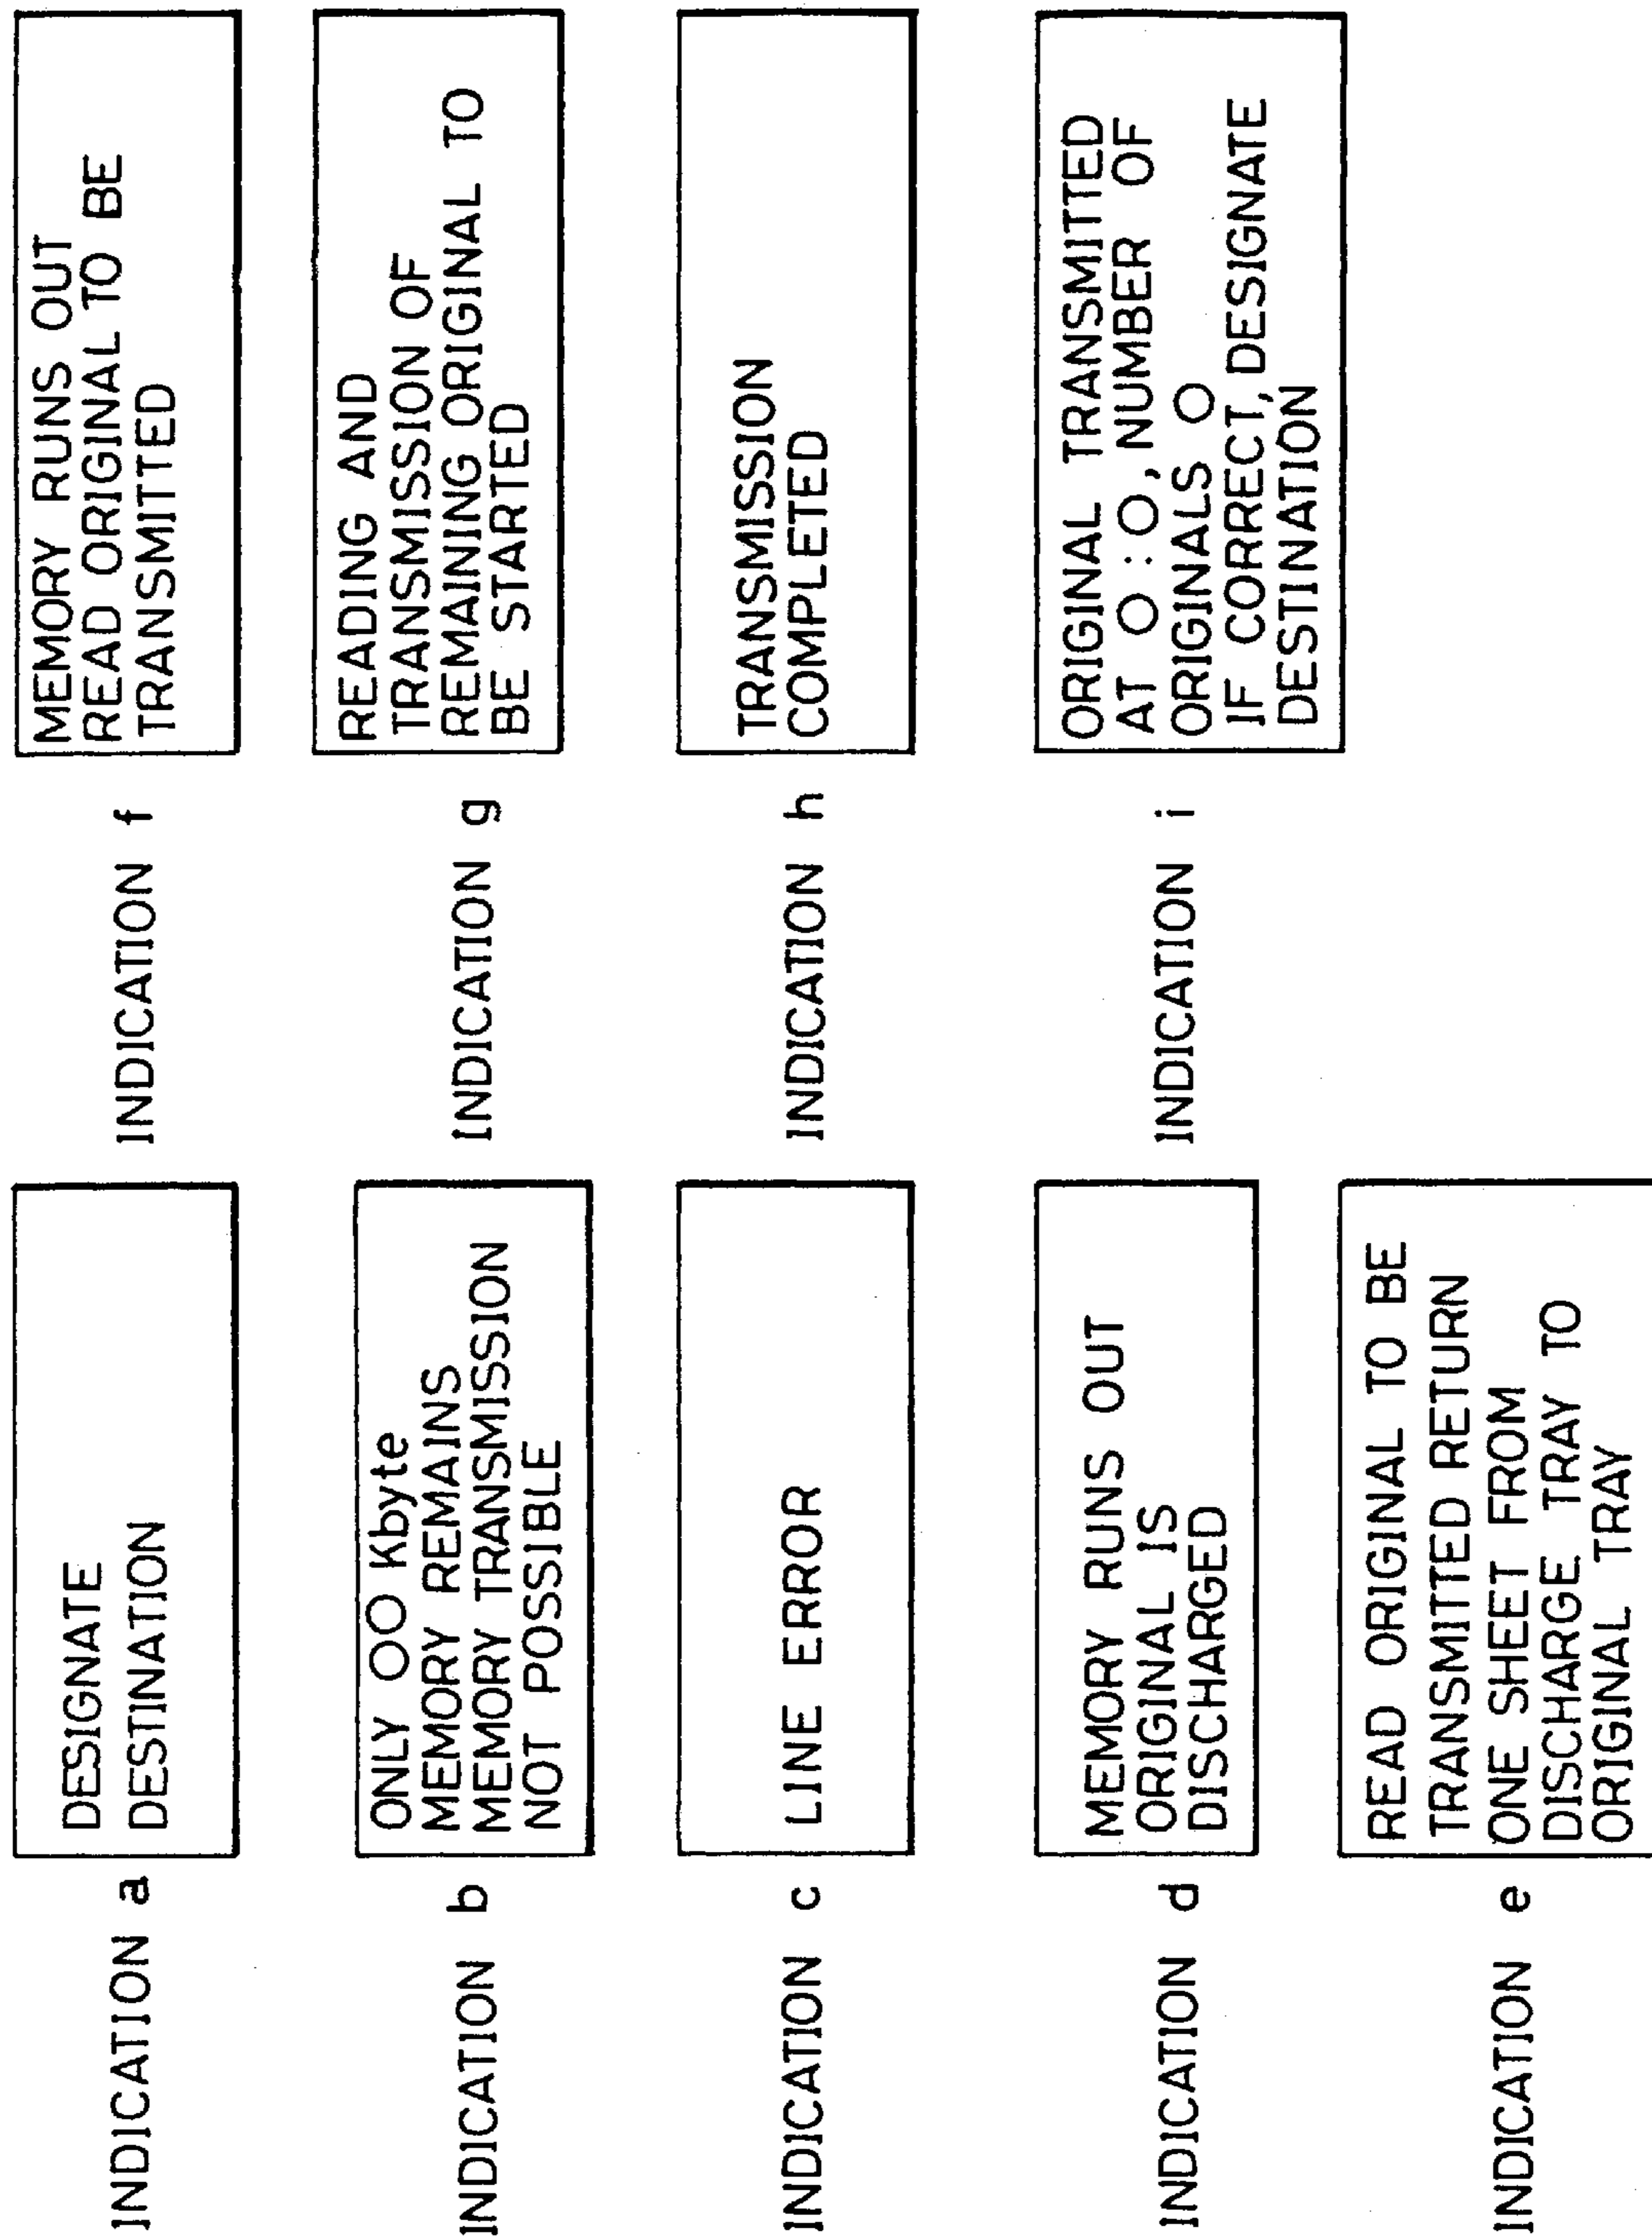 INDICATION a
DESIGNATE
DESTINATION
INDICATION b
ONLY ○○ Kbyte
MEMORY REMAINS
MEMORY TRANSMISSION
NOT POSSIBLE
INDICATION c
LINE ERROR
INDICATION d
MEMORY RUNS OUT
ORIGINAL IS
DISCHARGED
INDICATION e
READ ORIGINAL TO BE
TRANSMITTED RETURN
ONE SHEET FROM
DISCHARGE TRAY TO
ORIGINAL TRAY
INDICATION f
MEMORY RUNS OUT
READ ORIGINAL TO BE
TRANSMITTED
INDICATION g
READING AND
TRANSMISSION OF
REMAINING ORIGINAL TO
BE STARTED
INDICATION h
TRANSMISSION
COMPLETED
INDICATION i
ORIGINAL TRANSMITTED
AT ○:○, NUMBER OF
ORIGINALS ○
IF CORRECT, DESIGNATE
DESTINATION